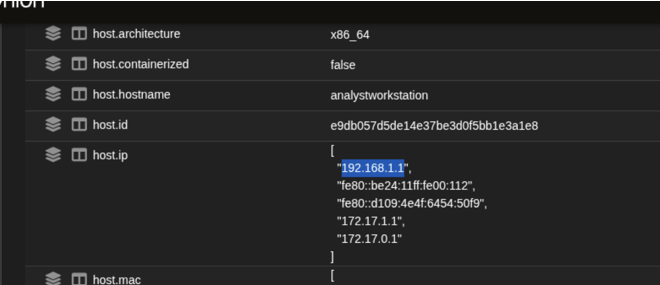 host.architecture x86_64
host.containerized false
host.hostname analystworkstation
host.id e9db057d5de14e37be3d0f5bb1e3a1e8
host.ip [
"192.168.1.1",
"fe80::be24:11ff:fe00:112",
"fe80::d109:4e4f:6454:50f9",
"172.17.1.1",
"172.17.0.1"
]
host.mac [